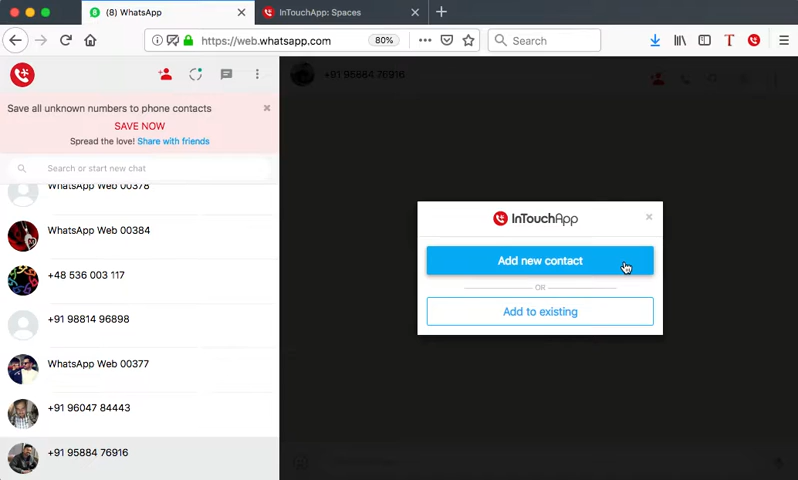 (8) WhatsApp
InTouchApp: Spaces
https://web.whatsapp.com
80%
Search
Save all unknown numbers to phone contacts
SAVE NOW
Spread the love! Share with friends
Search or start new chat
WhatsApp Web 00378
WhatsApp Web 00384
+48 536 003 117
+91 98814 96898
WhatsApp Web 00377
+91 96047 84443
+91 95884 76916
+91 95884 76916
InTouchApp
Add new contact
OR
Add to existing